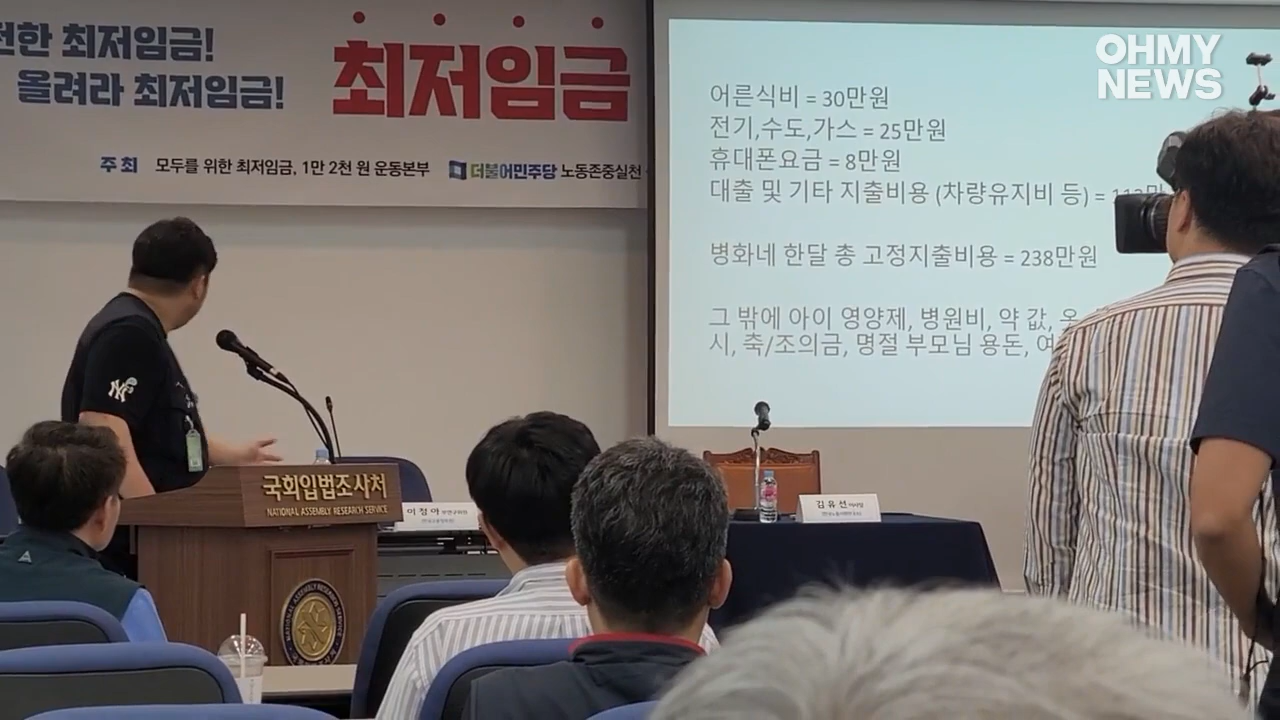 OHMY
NEWS
최저임금!
올려라 최저임금!
최저임금
주최 모두를 위한 최저임금, 1만 2천 원 운동본부 더불어민주당 노동존중실천
어른식비 = 30만원
전기,수도,가스 = 25만원
휴대폰요금 = 8만원
대출 및 기타 지출비용 (차량유지비 등) =
병화네 한달 총 고정지출비용 = 238만원
그 밖에 아이 영양제, 병원비, 약 값,
시, 축/조의금, 명절 부모님 용돈,
국회입법조사처
NATIONAL ASSEMBLY RESEARCH SERVICE
이정아
김유선 이사장
NY